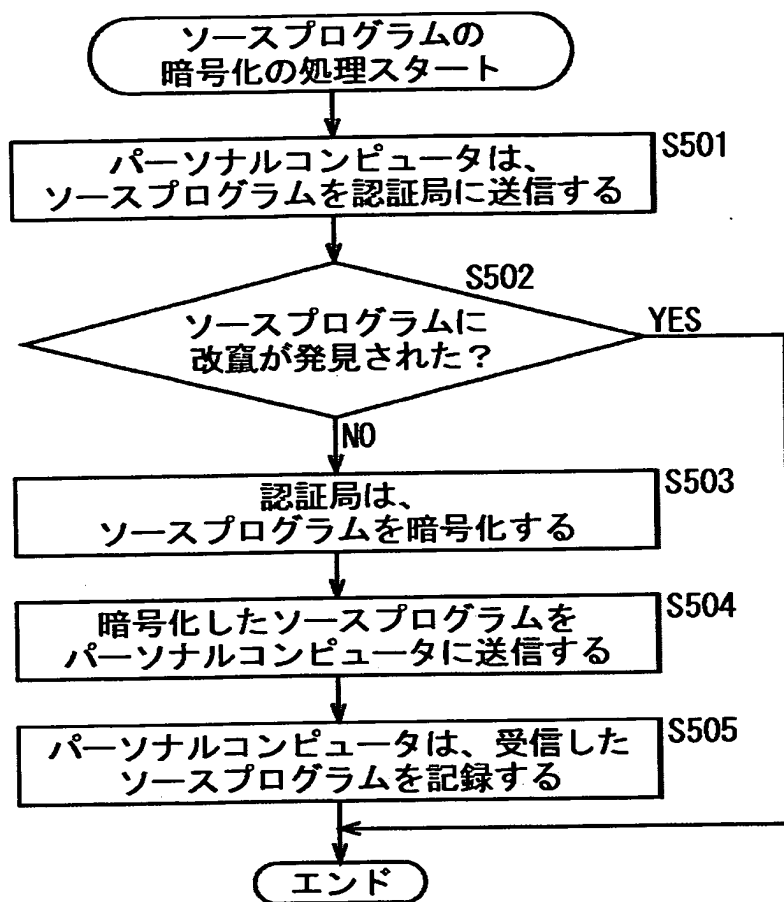 ソースプログラムの
暗号化の処理スタート
S501
パーソナルコンピュータは、
ソースプログラムを認証局に送信する
S502
ソースプログラムに
改竄が発見された？
YES
NO
S503
認証局は、
ソースプログラムを暗号化する
S504
暗号化したソースプログラムを
パーソナルコンピュータに送信する
S505
パーソナルコンピュータは、受信した
ソースプログラムを記録する
エンド